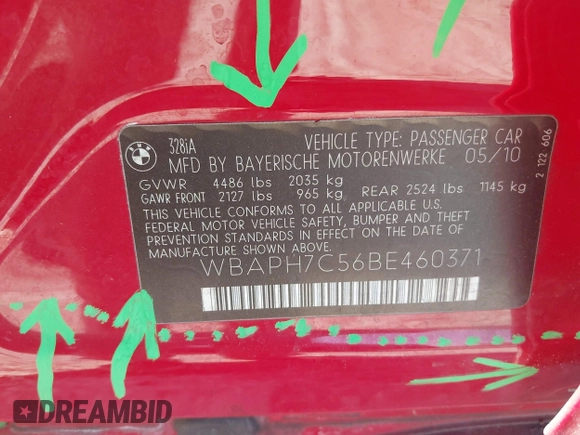 BMW
328iA
VEHICLE TYPE: PASSENGER CAR
MFD BY BAYERISCHE MOTORENWERKE 05/10
GVWR 4486 lbs 2035 kg
GAWR FRONT 2127 lbs 965 kg REAR 2524 lbs 1145 kg
THIS VEHICLE CONFORMS TO ALL APPLICABLE U.S.
FEDERAL MOTOR VEHICLE SAFETY, BUMPER AND THEFT
PREVENTION STANDARDS IN EFFECT ON THE DATE OF
MANUFACTURE SHOWN ABOVE.
WBAPH7C56BE460371
2 122 606
DREAMBID